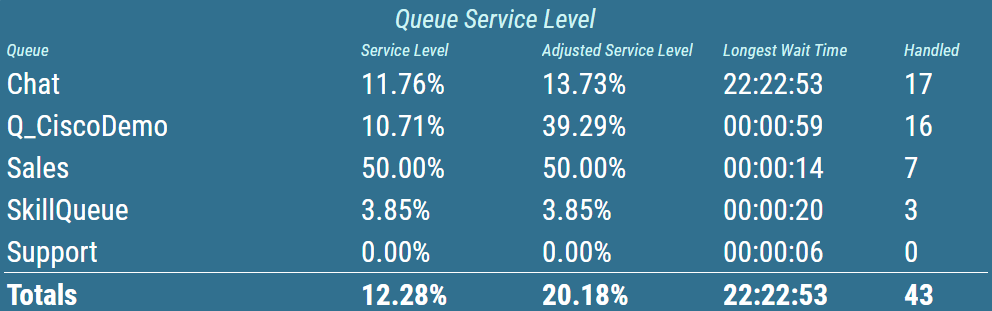 Queue Service Level
Queue Service Level Adjusted Service Level Longest Wait Time Handled
Chat 11.76% 13.73% 22:22:53 17
Q_CiscoDemo 10.71% 39.29% 00:00:59 16
Sales 50.00% 50.00% 00:00:14 7
SkillQueue 3.85% 3.85% 00:00:20 3
Support 0.00% 0.00% 00:00:06 0
Totals 12.28% 20.18% 22:22:53 43